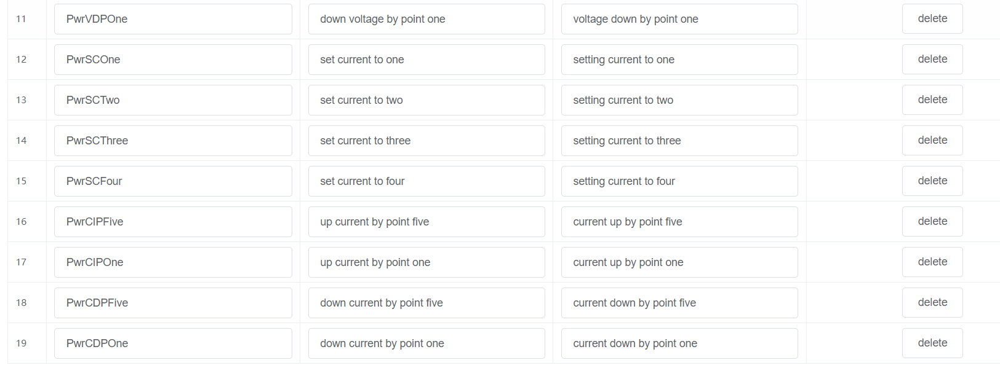 11 PwrVDPOne down voltage by point one voltage down by point one delete
12 PwrSCOne set current to one setting current to one delete
13 PwrSCTwo set current to two setting current to two delete
14 PwrSCThree set current to three setting current to three delete
15 PwrSCFour set current to four setting current to four delete
16 PwrCIPFive up current by point five current up by point five delete
17 PwrCIPOne up current by point one current up by point one delete
18 PwrCDPFive down current by point five current down by point five delete
19 PwrCDPOne down current by point one current down by point one delete